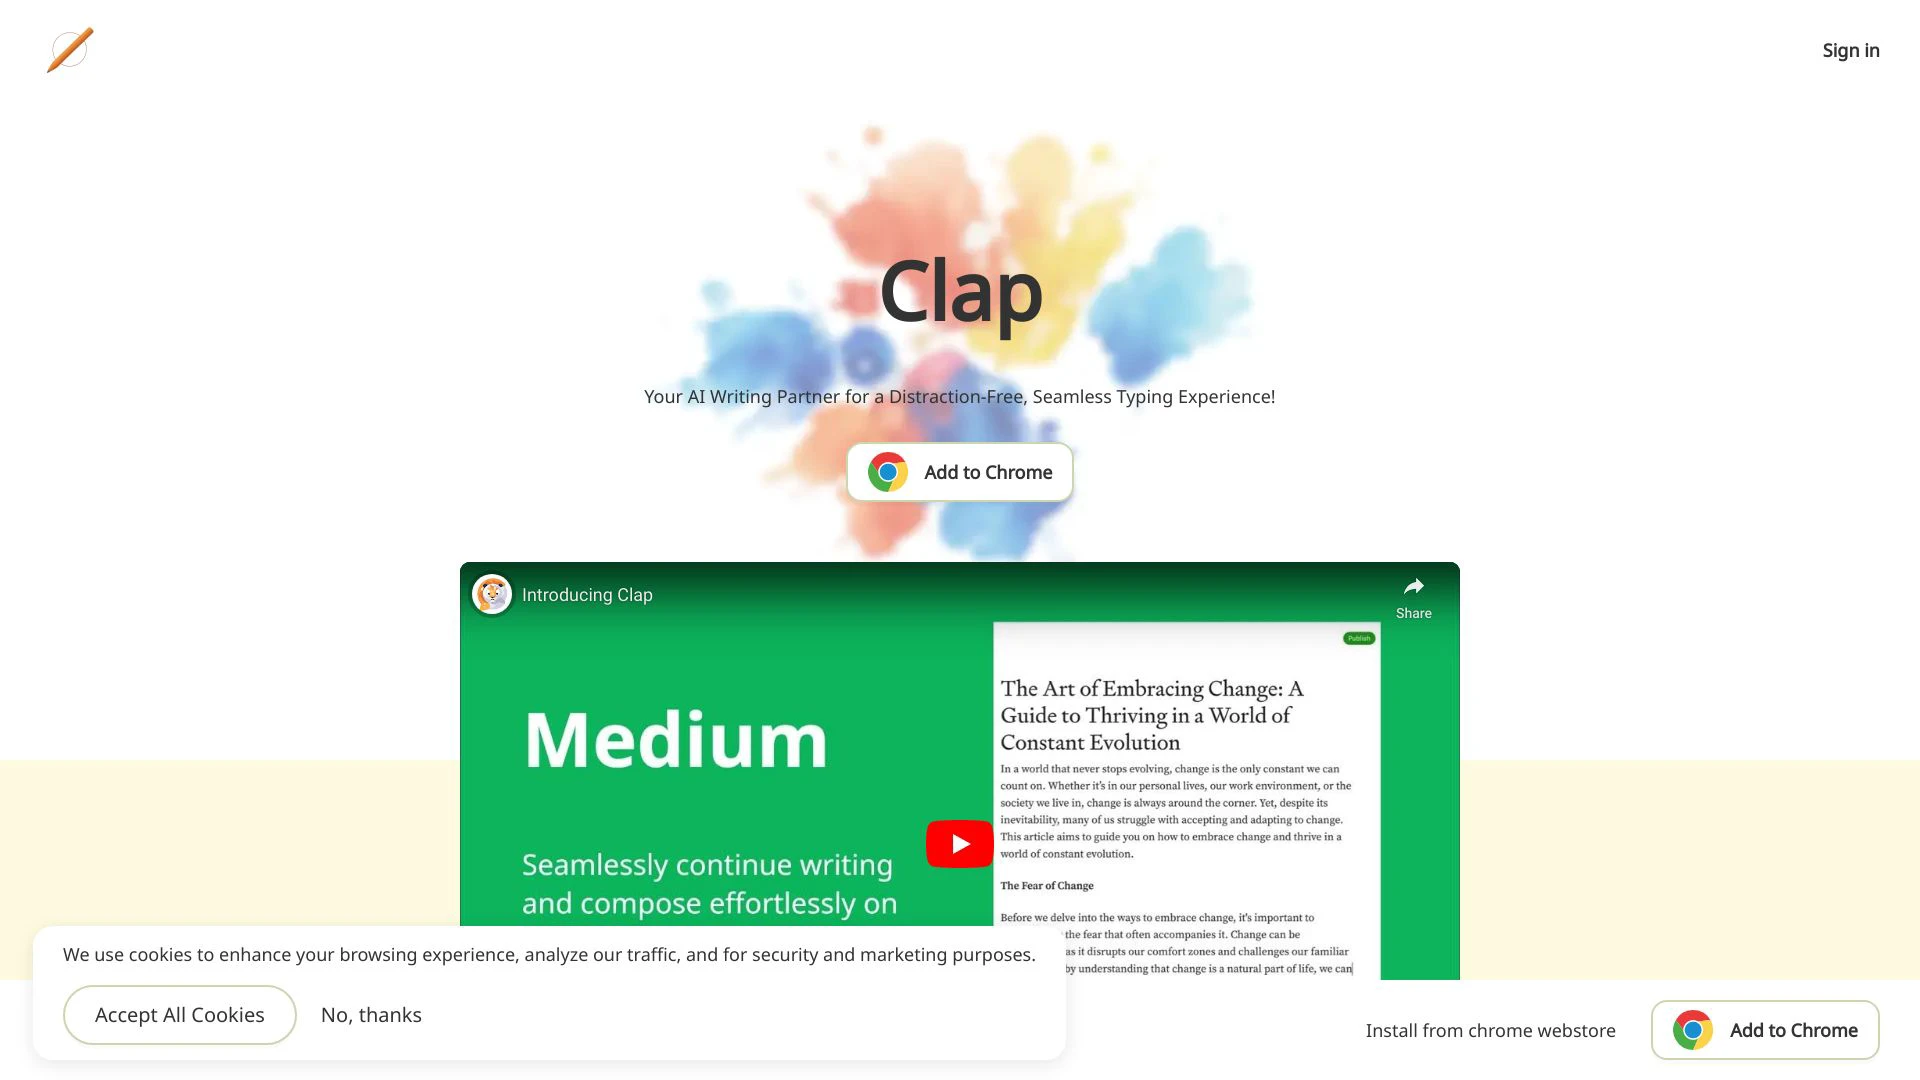 Sign in
Clap
Your AI Writing Partner for a Distraction-Free, Seamless Typing Experience!
Add to Chrome
Introducing Clap
Share
Publish
Medium
Seamlessly continue writing
and compose effortlessly on
The Art of Embracing Change: A
Guide to Thriving in a World of
Constant Evolution
In a world that never stops evolving, change is the only constant we can
count on. Whether it's in our personal lives, our work environment, or the
society we live in, change is always around the corner. Yet, despite its
inevitability, many of us struggle with accepting and adapting to change.
This article aims to guide you on how to embrace change and thrive in a
world of constant evolution.
The Fear of Change
Before we delve into the ways to embrace change, it's important to
the fear that often accompanies it. Change can be
as it disrupts our comfort zones and challenges our familiar
by understanding that change is a natural part of life, we can
We use cookies to enhance your browsing experience, analyze our traffic, and for security and marketing purposes.
Accept All Cookies
No, thanks
Install from chrome webstore
Add to Chrome